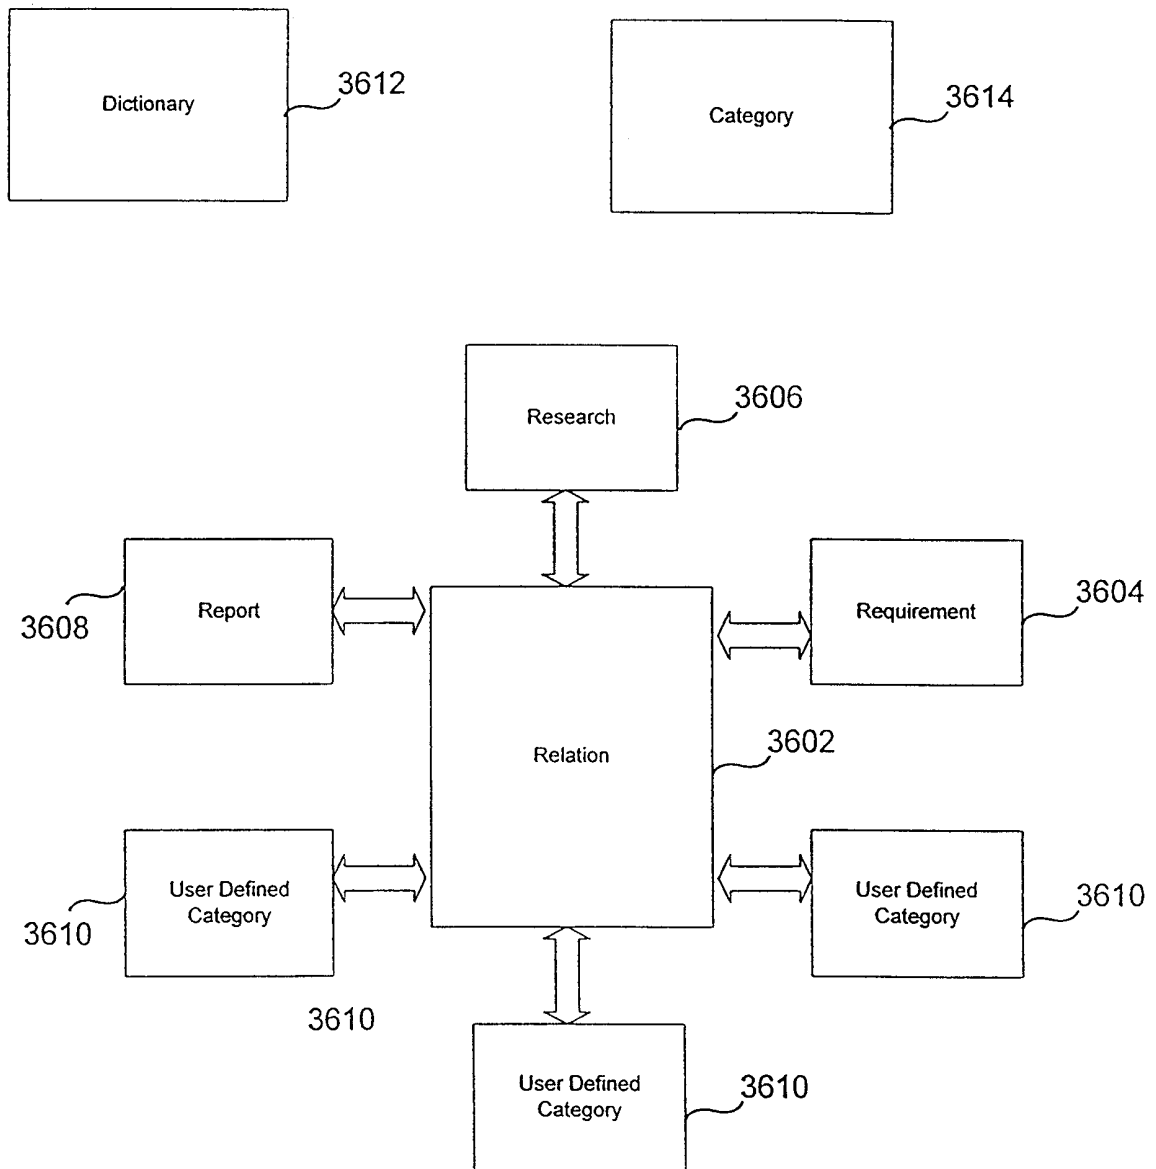 Dictionary
3612
Category
3614
Research
3606
Report
3608
Requirement
3604
Relation
3602
User Defined
Category
3610
User Defined
Category
3610
3610
User Defined
Category
3610